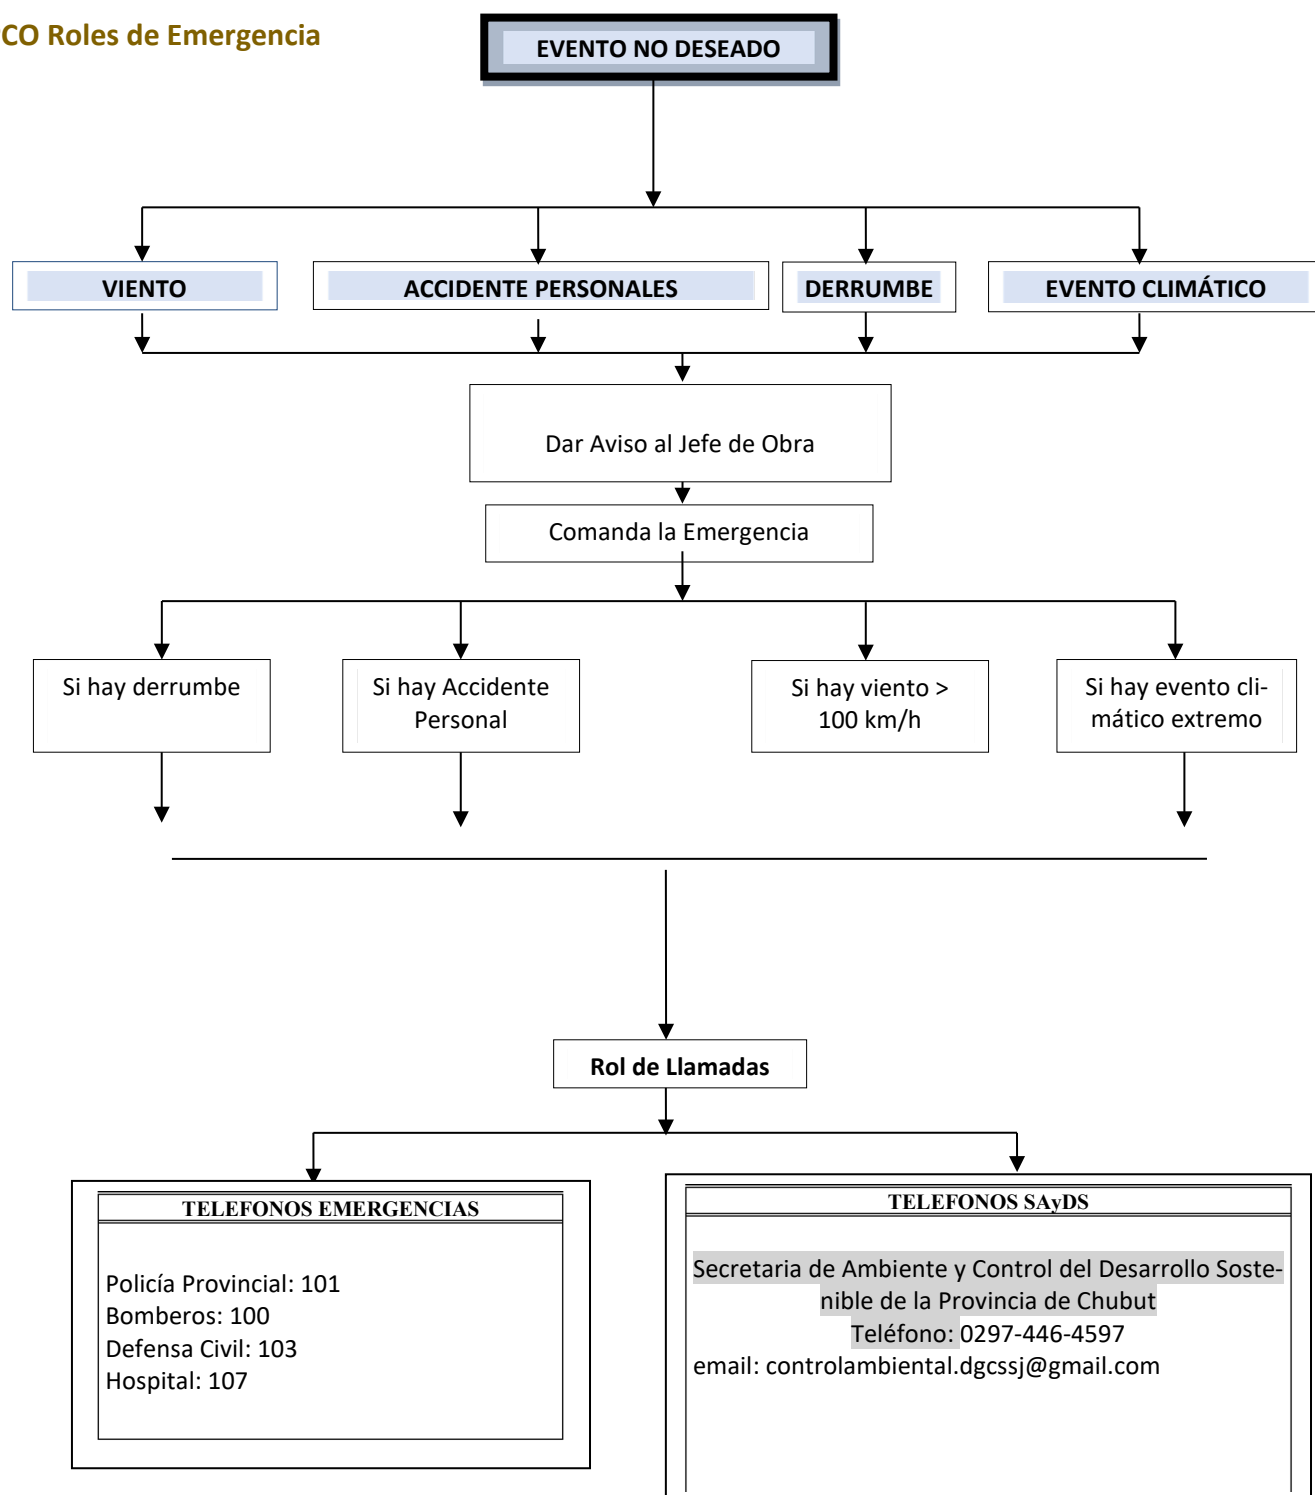 CO Roles de Emergencia
EVENTO NO DESEADO
VIENTO
ACCIDENTE PERSONALES
DERRUMBE
EVENTO CLIMÁTICO
Dar Aviso al Jefe de Obra
Comanda la Emergencia
Si hay derrumbe
Si hay Accidente
Personal
Si hay viento >
100 km/h
Si hay evento cli-
mático extremo
Rol de Llamadas
TELEFONOS EMERGENCIAS
Policía Provincial: 101
Bomberos: 100
Defensa Civil: 103
Hospital: 107
TELEFONOS SAyDS
Secretaria de Ambiente y Control del Desarrollo Soste-
nible de la Provincia de Chubut
Teléfono: 0297-446-4597
email: controlambiental.dgcssj@gmail.com